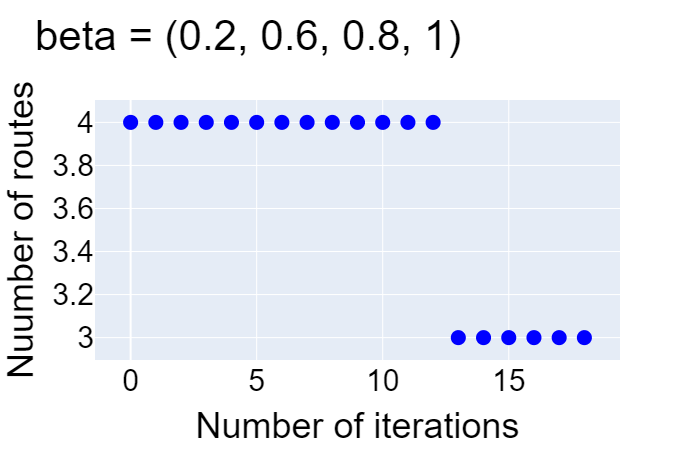 beta = (0.2, 0.6, 0.8, 1)
Nuumber of routes
4
3.8
3.6
3.4
3.2
3
0 5 10 15
Number of iterations